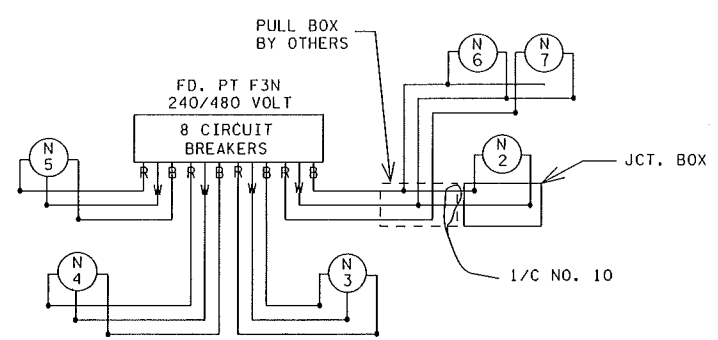 PULL BOX
BY OTHERS
N
6
N
7
FD. PT F3N
240/480 VOLT
8 CIRCUIT
BREAKERS
N
5
N
2
JCT. BOX
R W B R W B R W B R W B
N
4
N
3
1/C NO. 10